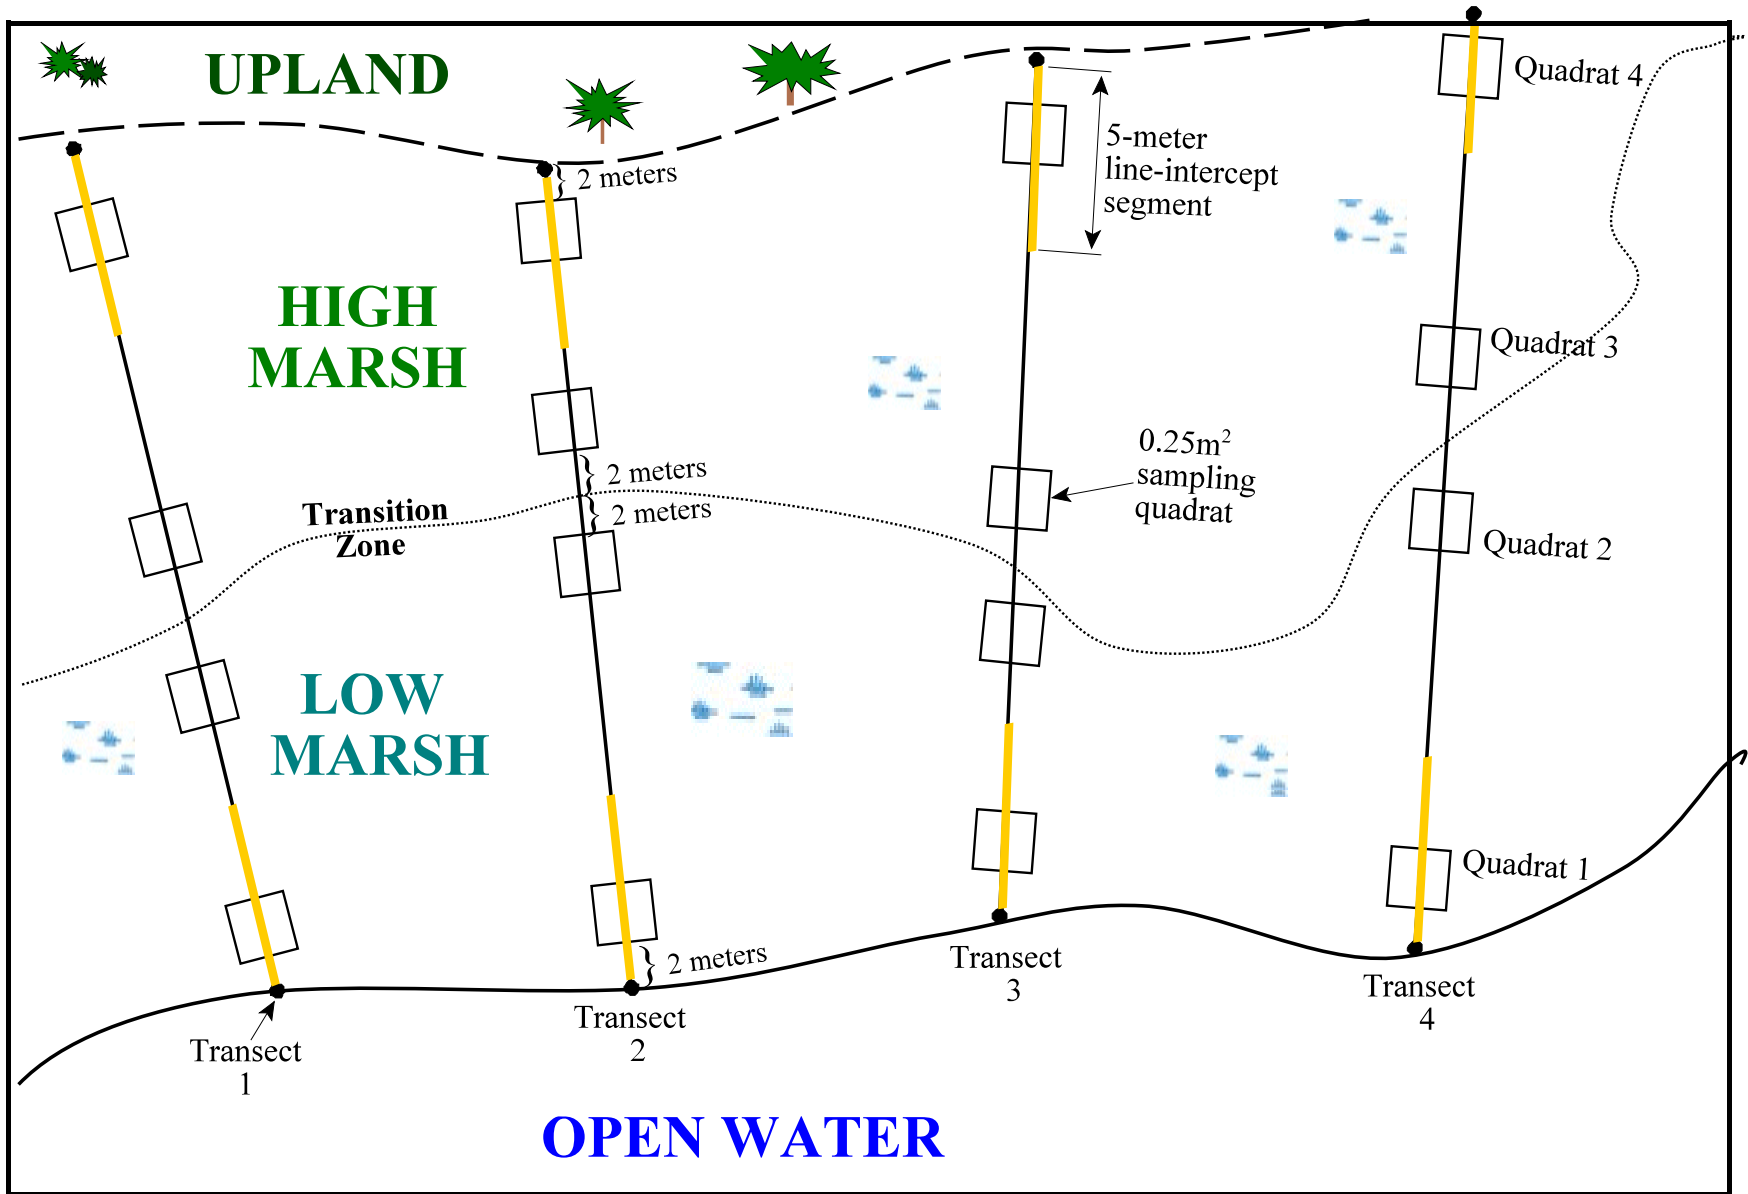 UPLAND
Quadrat 4
5-meter
line-intercept
segment
} 2 meters
HIGH
MARSH
Quadrat 3
0.25m²
sampling
quadrat
} 2 meters
} 2 meters
Transition
Zone
Quadrat 2
LOW
MARSH
Quadrat 1
} 2 meters
Transect
3
Transect
4
Transect
2
Transect
1
OPEN WATER